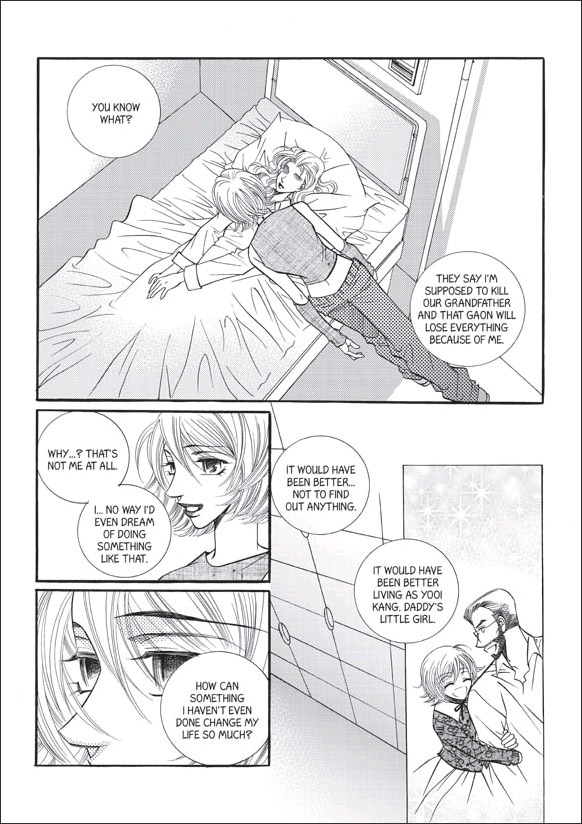 YOU KNOW
WHAT?
THEY SAY I'M
SUPPOSED TO KILL
OUR GRANDFATHER
AND THAT GAON WILL
LOSE EVERYTHING
BECAUSE OF ME.
WHY...? THAT'S
NOT ME AT ALL.
I... NO WAY I'D
EVEN DREAM
OF DOING
SOMETHING
LIKE THAT.
IT WOULD HAVE
BEEN BETTER...
NOT TO FIND
OUT ANYTHING.
IT WOULD HAVE
BEEN BETTER
LIVING AS YOOI
KANG, DADDY'S
LITTLE GIRL.
HOW CAN
SOMETHING
I HAVEN'T EVEN
DONE CHANGE MY
LIFE SO MUCH?